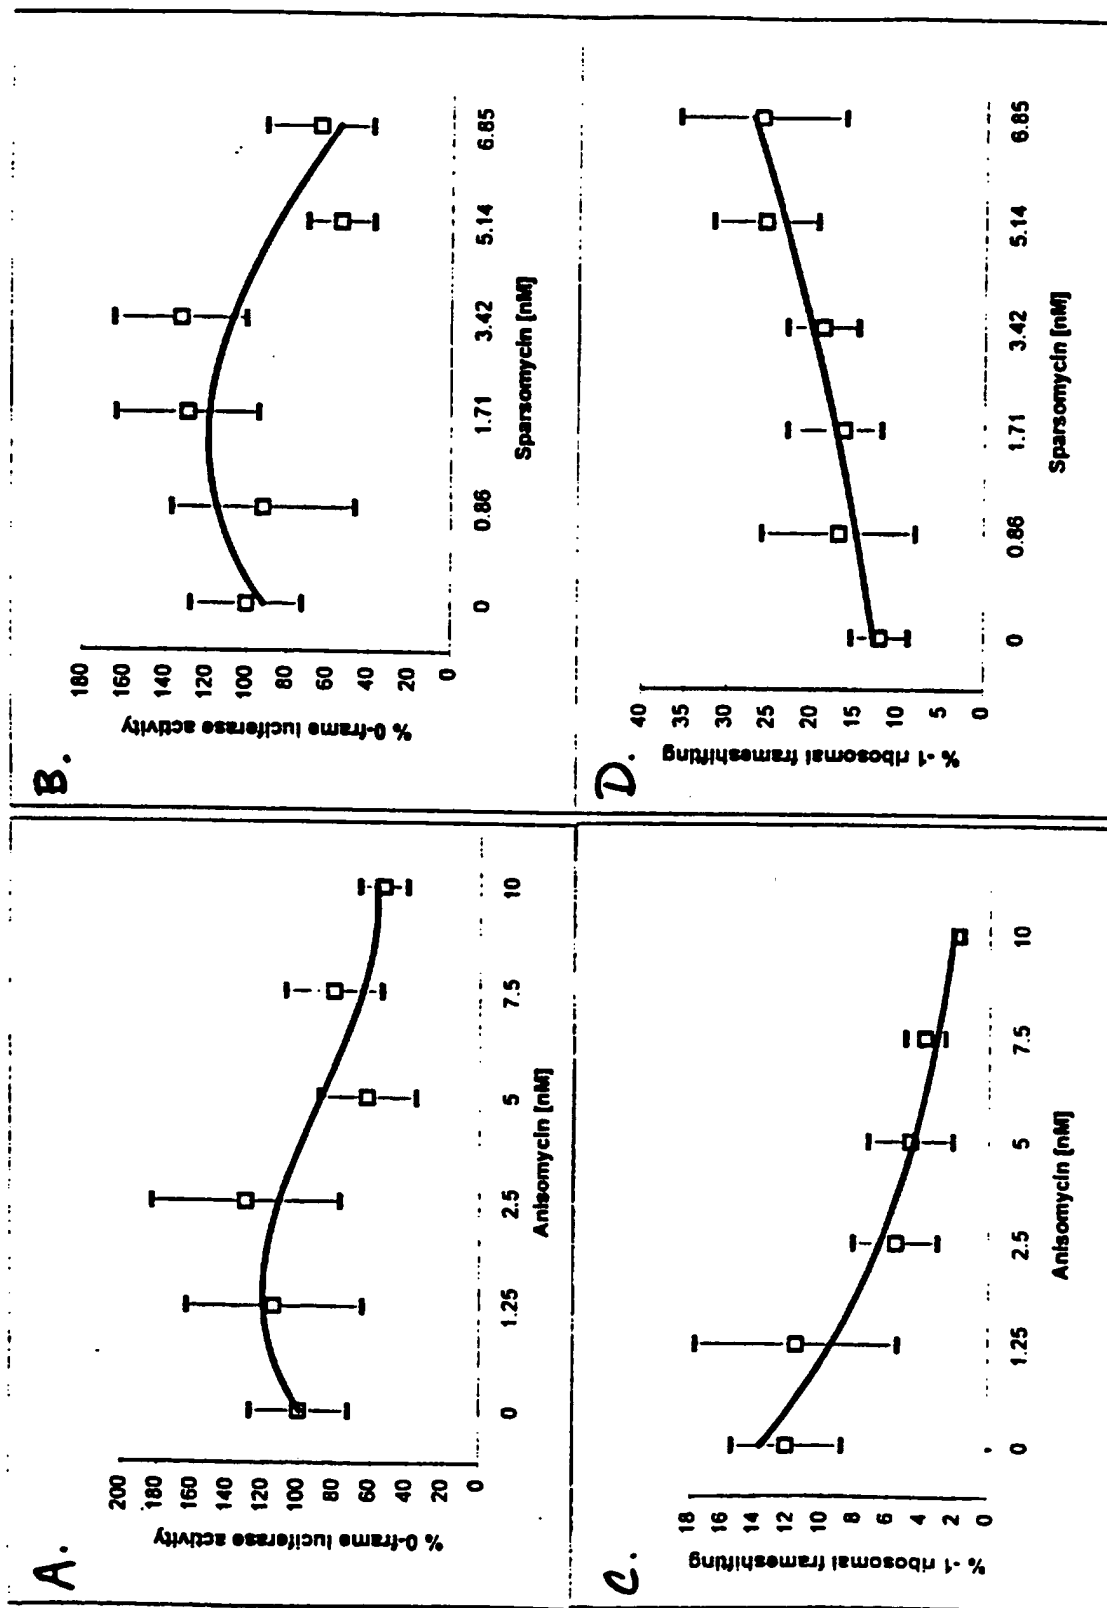 A.
% 0-frame luciferase activity
200
180
160
140
120
100
80
60
40
20
0
0 1.25 2.5 5 7.5 10
Anisomycin [nM]
B.
% 0-frame luciferase activity
180
160
140
120
100
80
60
40
20
0
0 0.86 1.71 3.42 5.14 6.85
Sparsomycin [nM]
C.
% -1 ribosomal frameshifting
18
16
14
12
10
8
6
4
2
0
0 1.25 2.5 5 7.5 10
Anisomycin [nM]
D.
% -1 ribosomal frameshifting
40
35
30
25
20
15
10
5
0
0 0.86 1.71 3.42 5.14 6.85
Sparsomycin [nM]